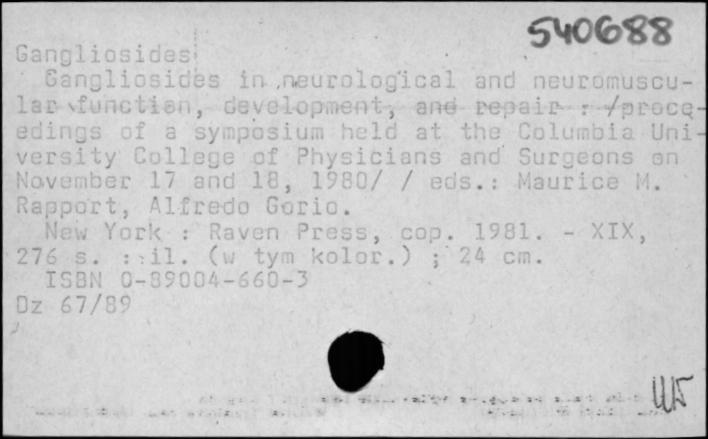 540688
Gangliosides
Gangliosides in neurological and neuromuscu-
lar function, development, and repair : /proce-
edings of a symposium held at the Columbia Uni-
versity College of Physicians and Surgeons on
November 17 and 18, 1980/ / eds.: Maurice M.
Rapport, Alfredo Gorio.
New York : Raven Press, cop. 1981. - XIX,
276 s. : il. (w tym kolor.) ; 24 cm.
ISBN 0-89004-660-3
Dz 67/89